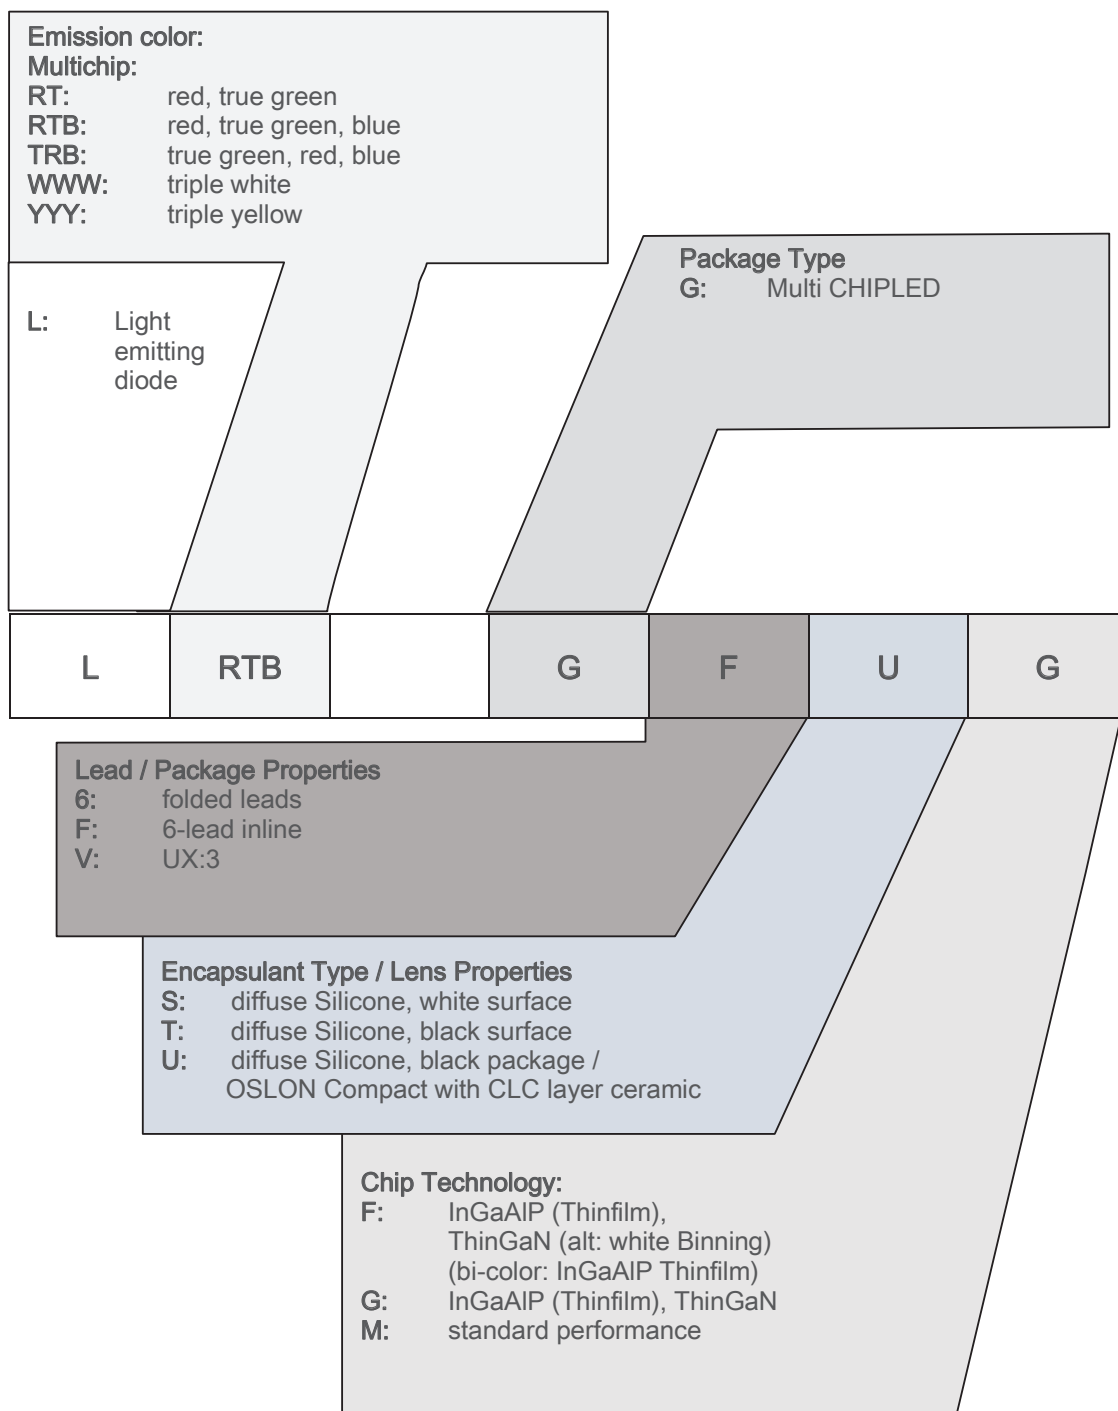 Emission color:
Multichip:
RT: red, true green
RTB: red, true green, blue
TRB: true green, red, blue
WWW: triple white
YYY: triple yellow
Package Type
G: Multi CHIPLED
L: Light
emitting
diode
L RTB G F U G
Lead / Package Properties
6: folded leads
F: 6-lead inline
V: UX:3
Encapsulant Type / Lens Properties
S: diffuse Silicone, white surface
T: diffuse Silicone, black surface
U: diffuse Silicone, black package /
OSLON Compact with CLC layer ceramic
Chip Technology:
F: InGaAlP (Thinfilm),
ThinGaN (alt: white Binning)
(bi-color: InGaAlP Thinfilm)
G: InGaAlP (Thinfilm), ThinGaN
M: standard performance